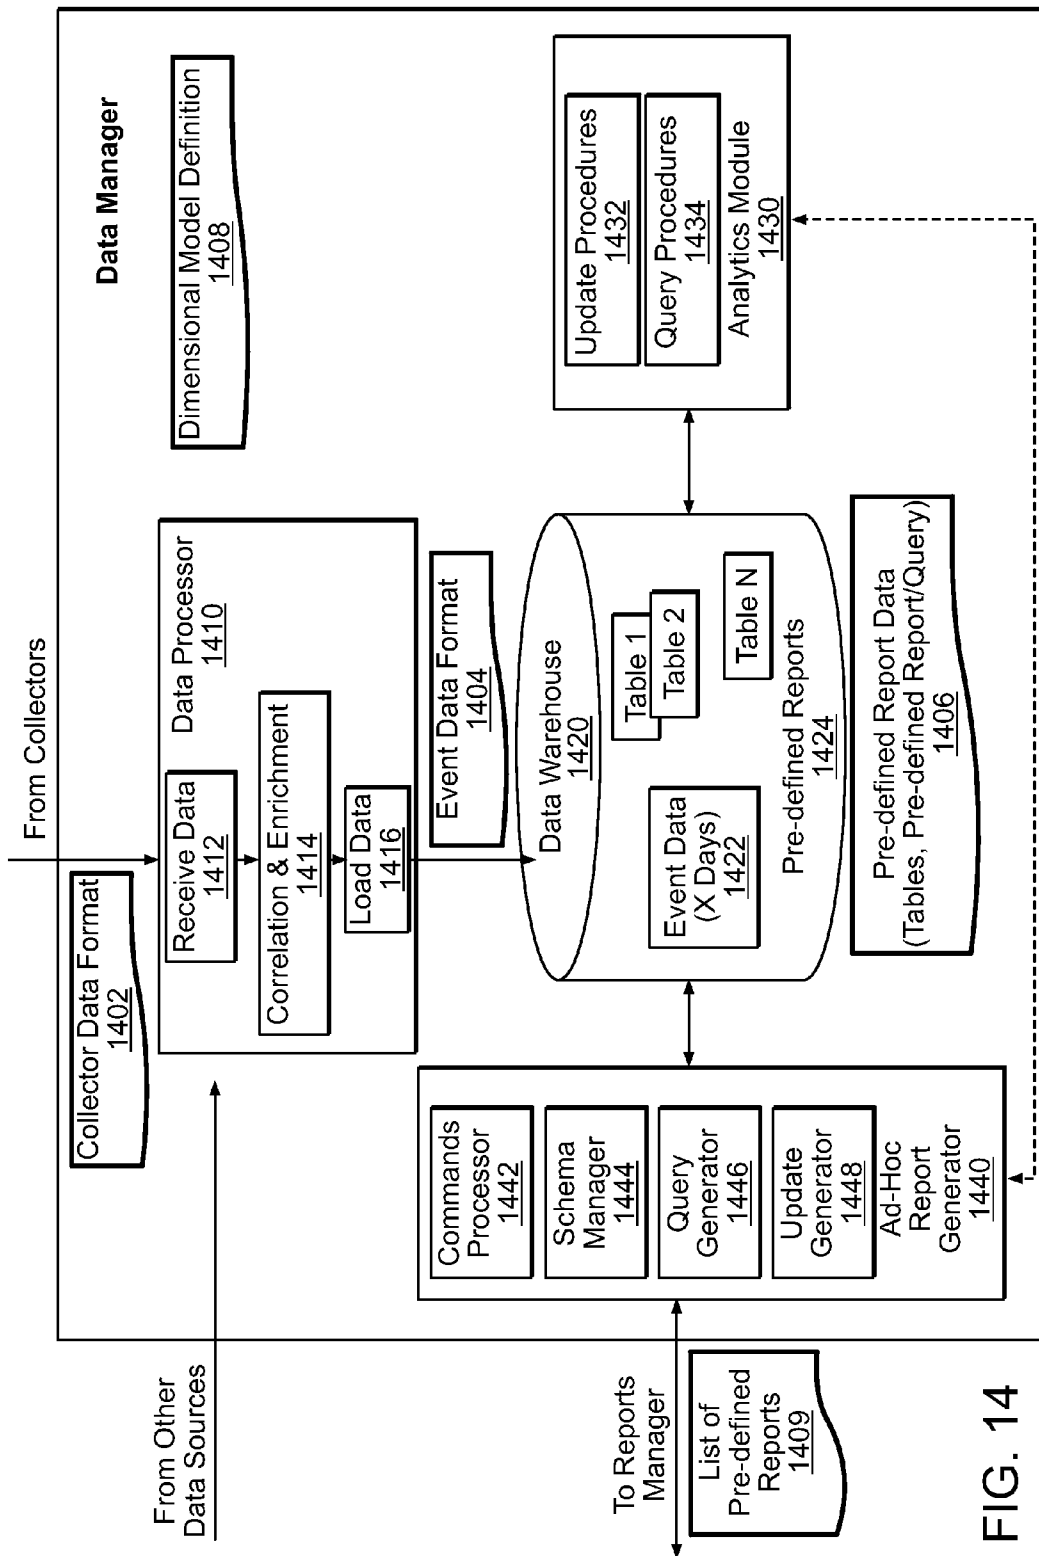 From Collectors
Collector Data Format
1402
Data Manager
Dimensional Model Definition
1408
From Other
Data Sources
Data Processor
1410
Receive Data
1412
Correlation & Enrichment
1414
Load Data
1416
Event Data Format
1404
To Reports
Manager
List of
Pre-defined
Reports
1409
Commands
Processor
1442
Schema
Manager
1444
Query
Generator
1446
Update
Generator
1448
Ad-Hoc
Report
Generator
1440
Data Warehouse
1420
Event Data
(X Days)
1422
Table 1
Table 2
Table N
Pre-defined Reports
1424
Pre-defined Report Data
(Tables, Pre-defined Report/Query)
1406
Update Procedures
1432
Query Procedures
1434
Analytics Module
1430
FIG. 14